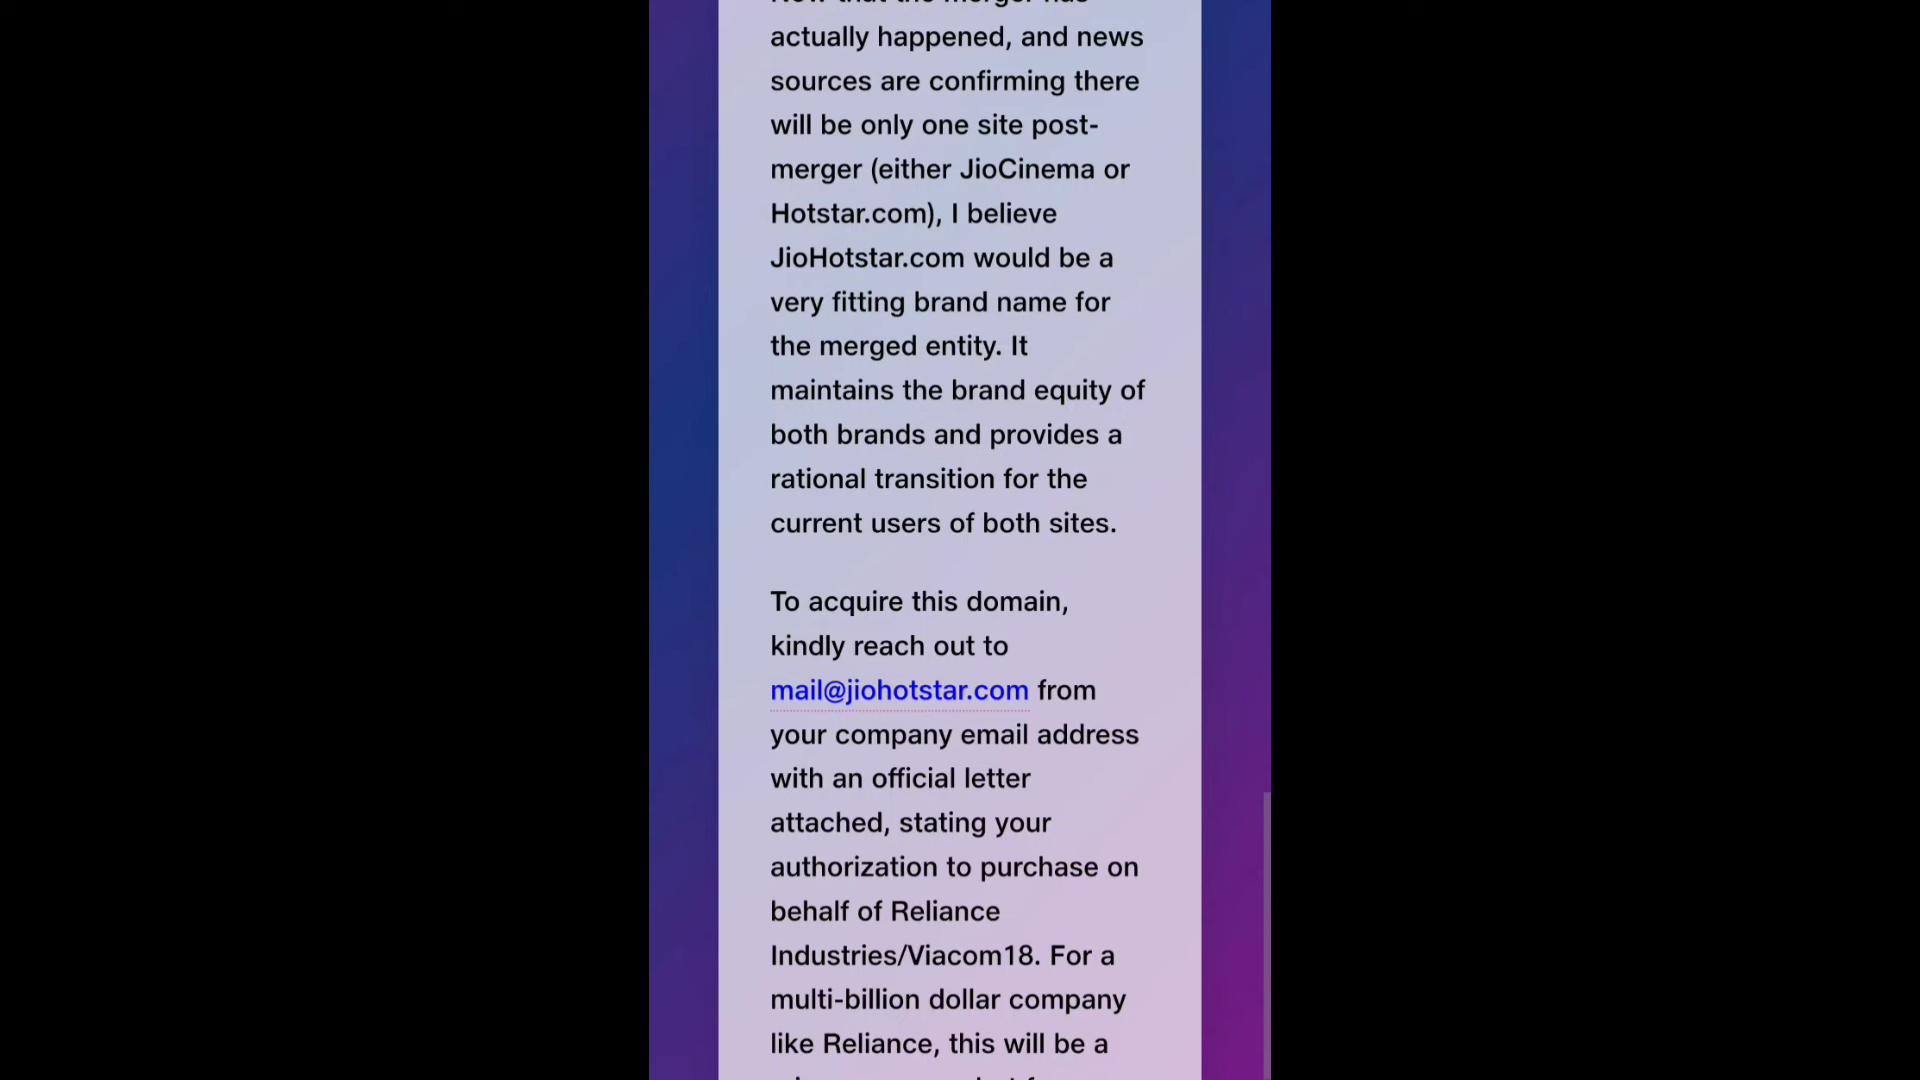 actually happened, and news
sources are confirming there
will be only one site post-
merger (either JioCinema or
Hotstar.com), I believe
JioHotstar.com would be a
very fitting brand name for
the merged entity. It
maintains the brand equity of
both brands and provides a
rational transition for the
current users of both sites.
To acquire this domain,
kindly reach out to
mail@jiohotstar.com from
your company email address
with an official letter
attached, stating your
authorization to purchase on
behalf of Reliance
Industries/Viacom18. For a
multi-billion dollar company
like Reliance, this will be a